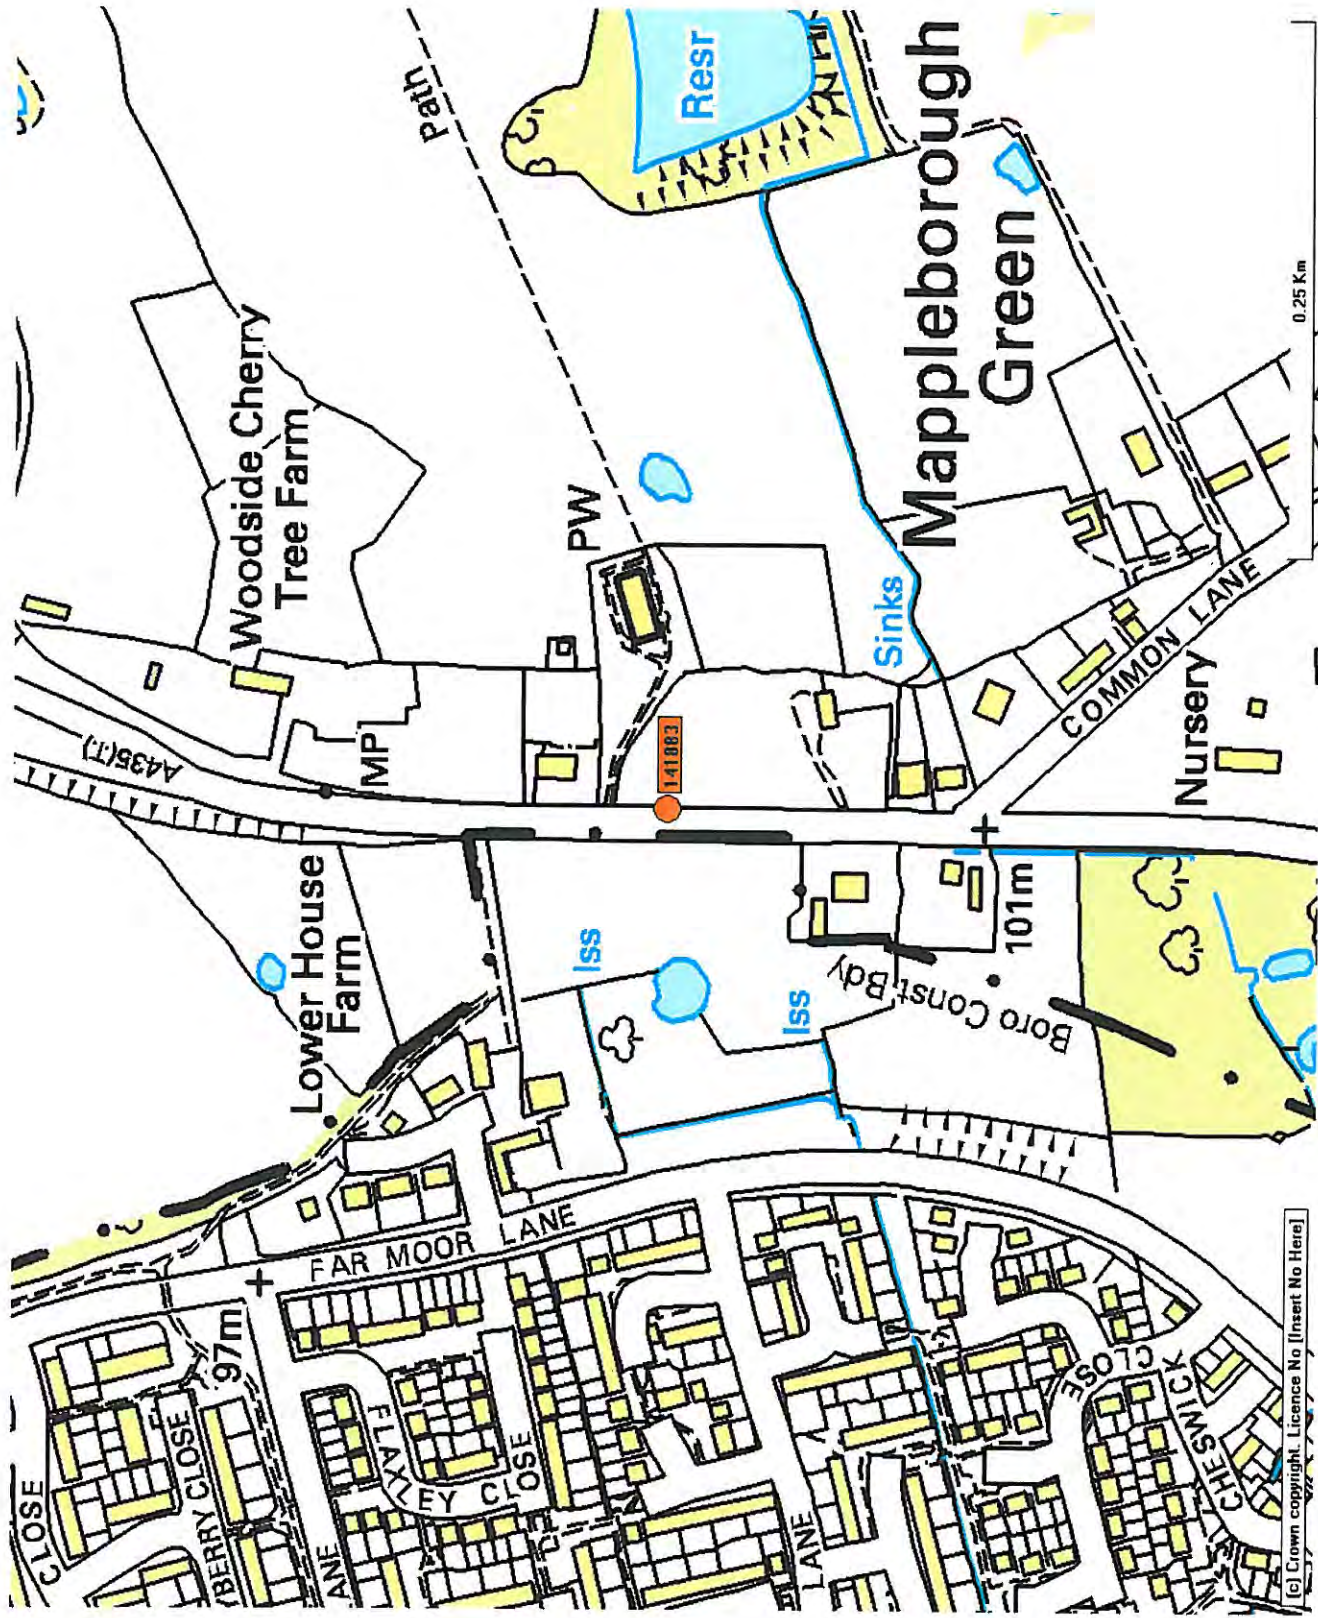 Path
Resr
Mappleborough
Green
Woodside Cherry
Tree Farm
PW
A435(T)
MP
141883
Sinks
COMMON LANE
Nursery
Lower House
Farm
Iss
Iss
Boro Const Bdy
101m
FAR MOOR LANE
97m
CLOSE
BERRY CLOSE
ANE
FLAXLEY CLOSE
LANE
CLOSE
CHESWICK
0.25 Km
(c) Crown copyright. Licence No [Insert No Here]